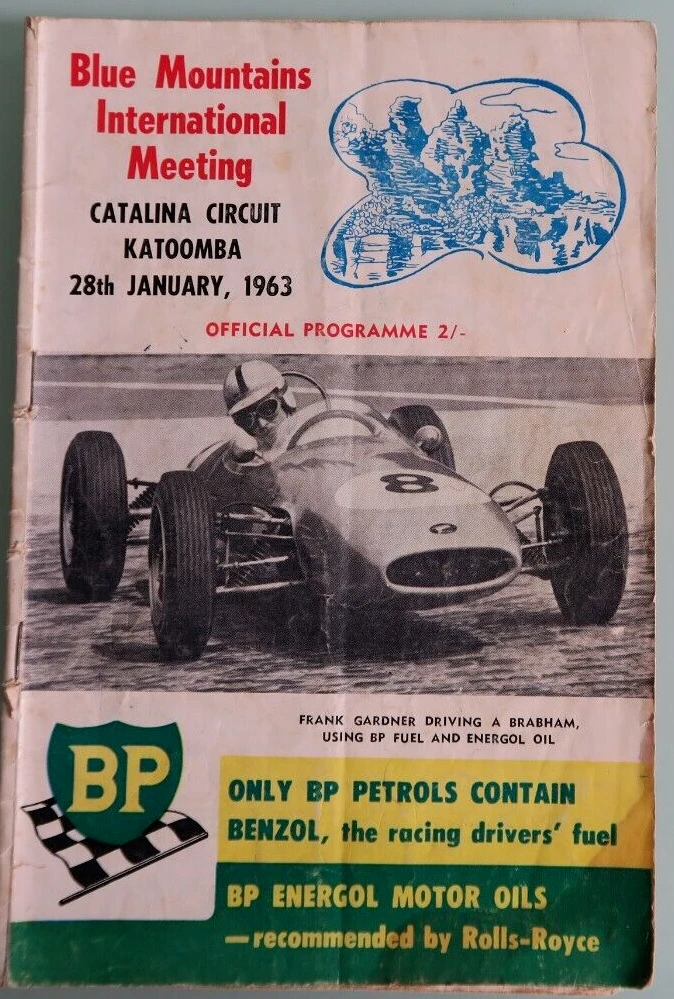 Blue Mountains
International
Meeting
CATALINA CIRCUIT
KATOOMBA
28th JANUARY, 1963
OFFICIAL PROGRAMME 2/-
8
FRANK GARDNER DRIVING A BRABHAM,
USING BP FUEL AND ENERGOL OIL
BP
ONLY BP PETROLS CONTAIN
BENZOL, the racing drivers' fuel
BP ENERGOL MOTOR OILS
—recommended by Rolls-Royce